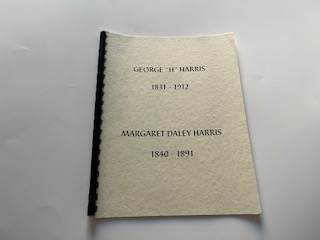 GEORGE "H" HARRIS
1831 - 1912
MARGARET DALEY HARRIS
1840 - 1891